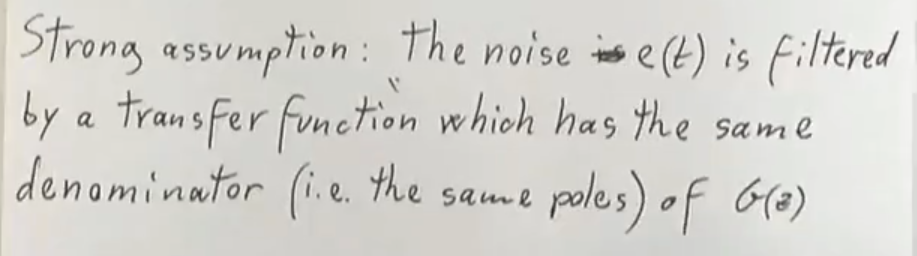 Strong assumption: the noise e(t) is filtered
by a transfer function which has the same
denominator (i.e. the same poles) of G(z)